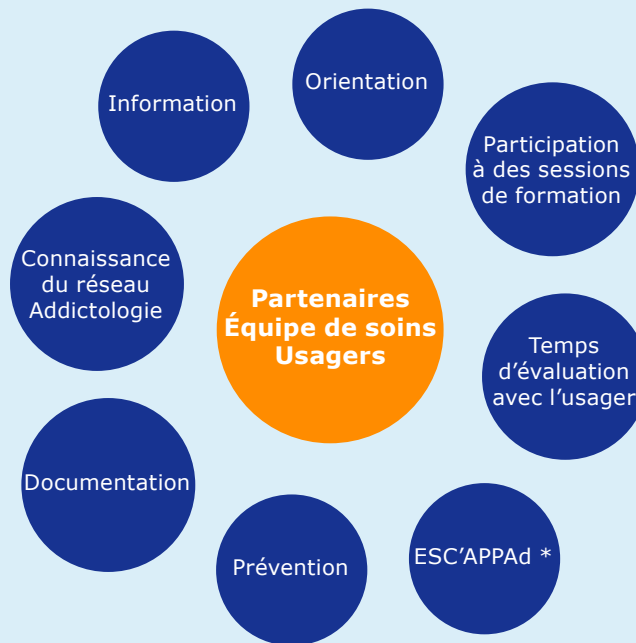 Information
Orientation
Participation
à des sessions
de formation
Connaissance
du réseau
Addictologie
Partenaires
Équipe de soins
Usagers
Temps
d’évaluation
avec l’usager
Documentation
Prévention
ESC’APPAd *